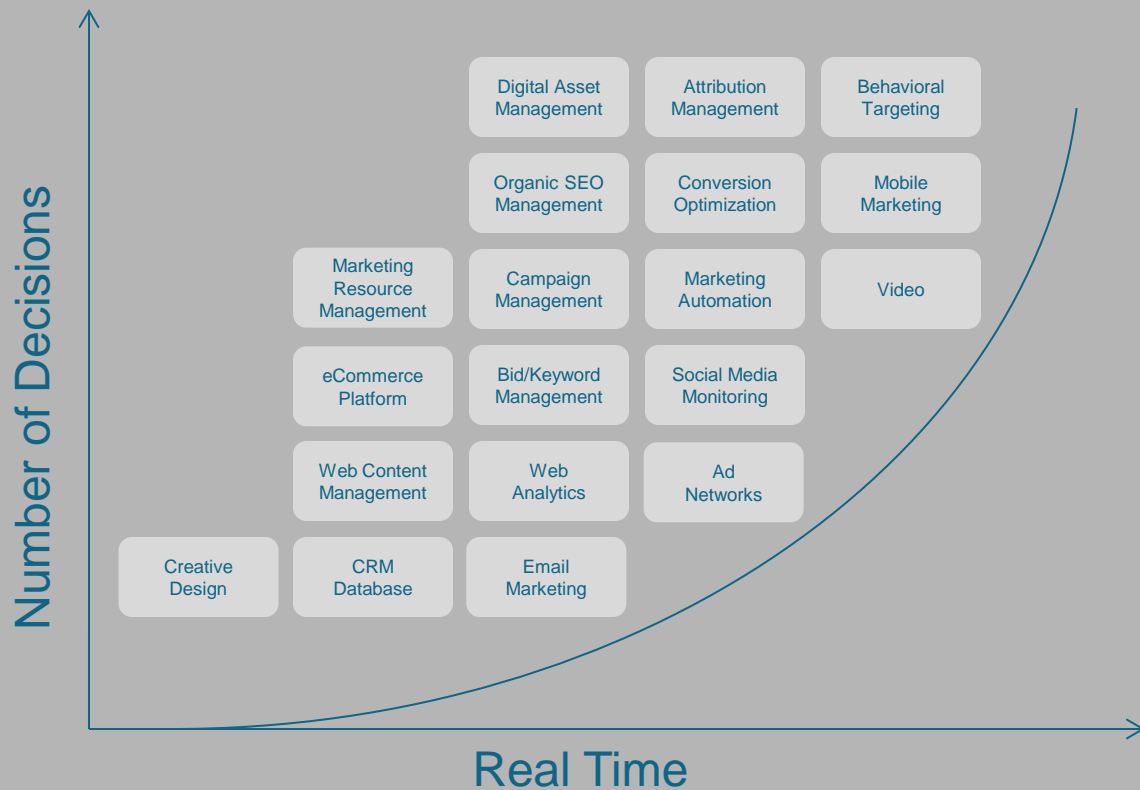 Number of Decisions
Digital Asset
Management
Attribution
Management
Behavioral
Targeting
Organic SEO
Management
Conversion
Optimization
Mobile
Marketing
Marketing
Resource
Management
Campaign
Management
Marketing
Automation
Video
eCommerce
Platform
Bid/Keyword
Management
Social Media
Monitoring
Web Content
Management
Web
Analytics
Ad
Networks
Creative
Design
CRM
Database
Email
Marketing
Real Time